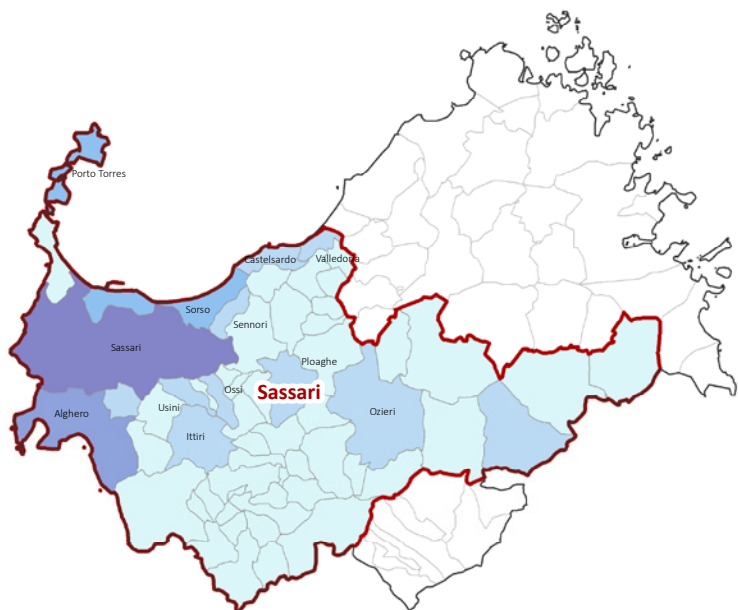 Porto Torres
Castelsardo
Valledoria
Sorso
Sennori
Sassari
Ploaghe
Ossi
Sassari
Usini
Alghero
Ozieri
Ittiri